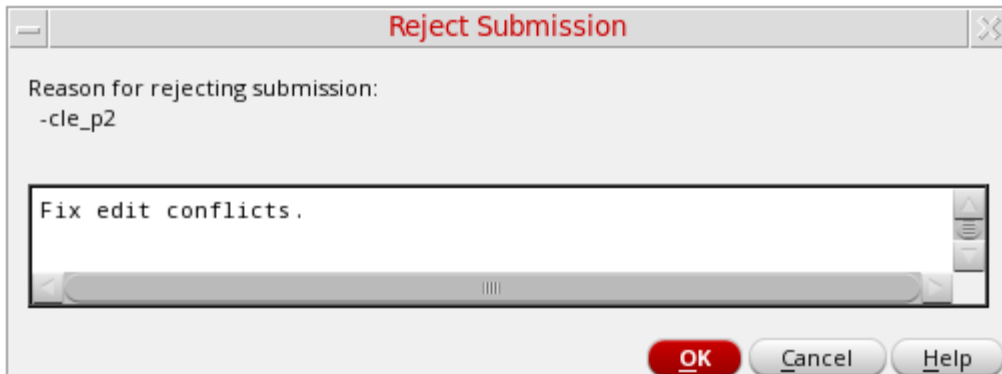 Reject Submission
Reason for rejecting submission:
-cle_p2
Fix edit conflicts.
OK Cancel Help